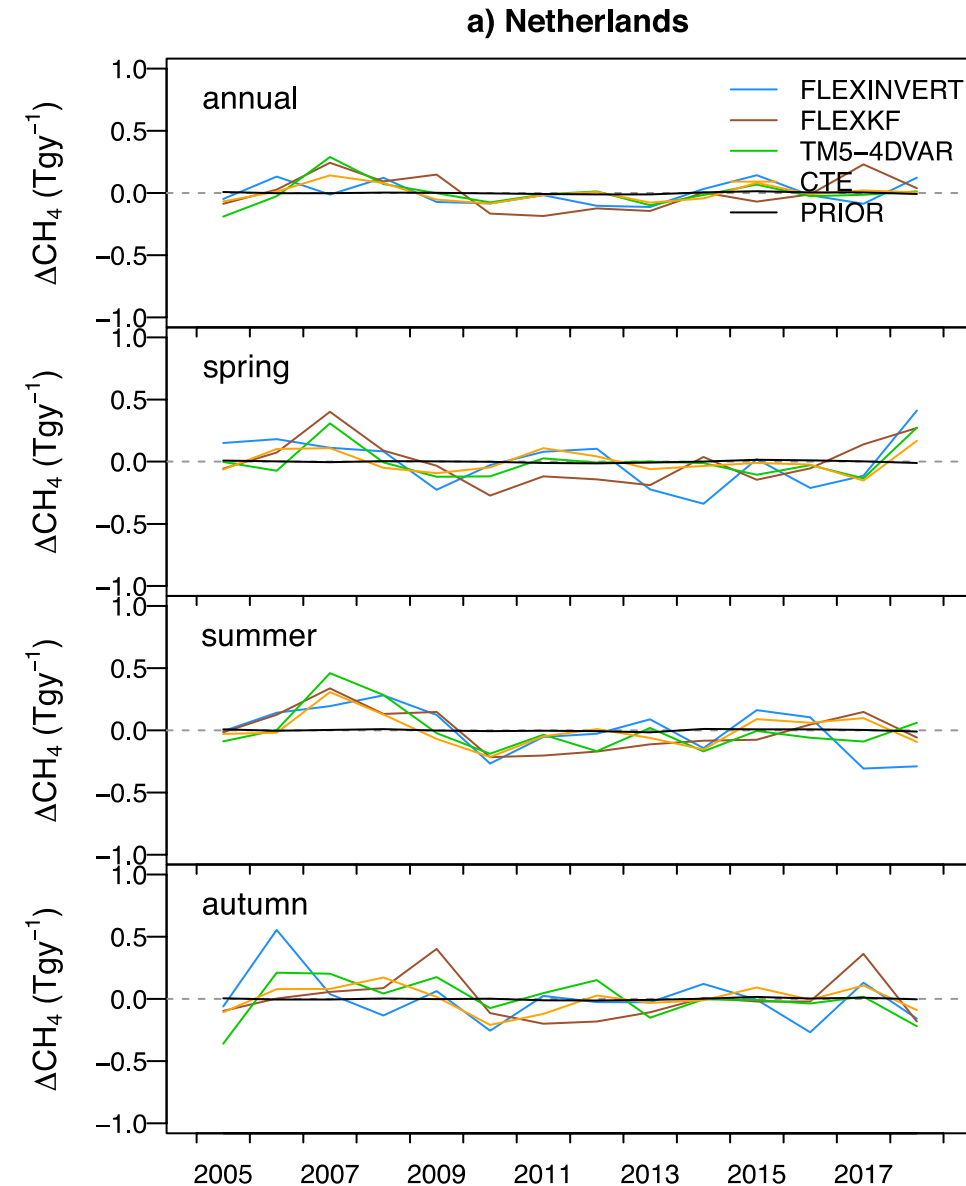 a) Netherlands
annual
FLEXINVERT
FLEXKF
TM5−4DVAR
CTE
PRIOR
ΔCH₄ (Tgy⁻¹)
1.0
0.5
0.0
−0.5
−1.0
spring
ΔCH₄ (Tgy⁻¹)
1.0
0.5
0.0
−0.5
−1.0
summer
ΔCH₄ (Tgy⁻¹)
1.0
0.5
0.0
−0.5
−1.0
autumn
ΔCH₄ (Tgy⁻¹)
1.0
0.5
0.0
−0.5
−1.0
2005 2007 2009 2011 2013 2015 2017